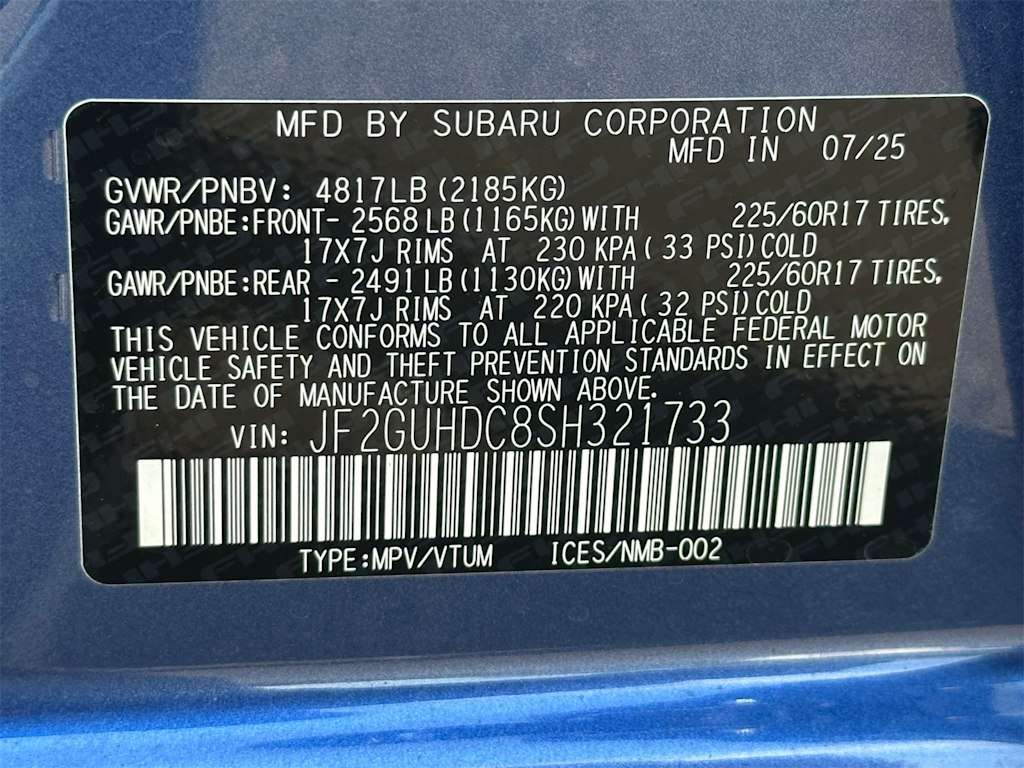 MFD BY SUBARU CORPORATION
MFD IN 07/25
GVWR/PNBV: 4817LB (2185KG)
GAWR/PNBE:FRONT- 2568 LB (1165KG) WITH 225/60R17 TIRES,
17X7J RIMS AT 230 KPA ( 33 PSI) COLD
GAWR/PNBE:REAR - 2491 LB (1130KG) WITH 225/60R17 TIRES,
17X7J RIMS AT 220 KPA ( 32 PSI) COLD
THIS VEHICLE CONFORMS TO ALL APPLICABLE FEDERAL MOTOR
VEHICLE SAFETY AND THEFT PREVENTION STANDARDS IN EFFECT ON
THE DATE OF MANUFACTURE SHOWN ABOVE.
VIN: JF2GUHDC8SH321733
TYPE:MPV/VTUM ICES/NMB-002